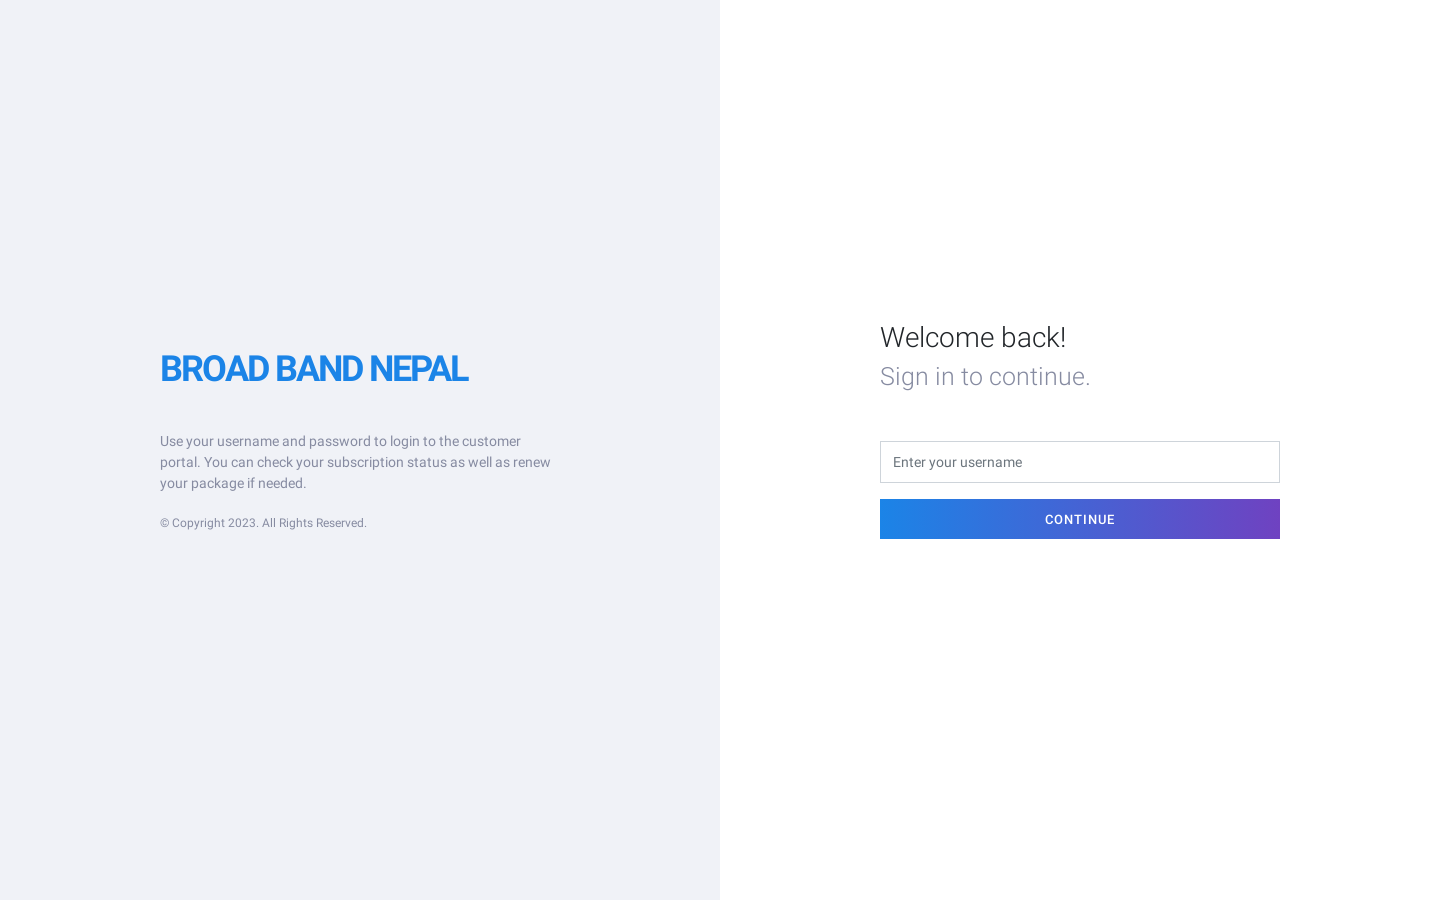 BROAD BAND NEPAL
Use your username and password to login to the customer
portal. You can check your subscription status as well as renew
your package if needed.
© Copyright 2023. All Rights Reserved.
Welcome back!
Sign in to continue.
Enter your username
CONTINUE